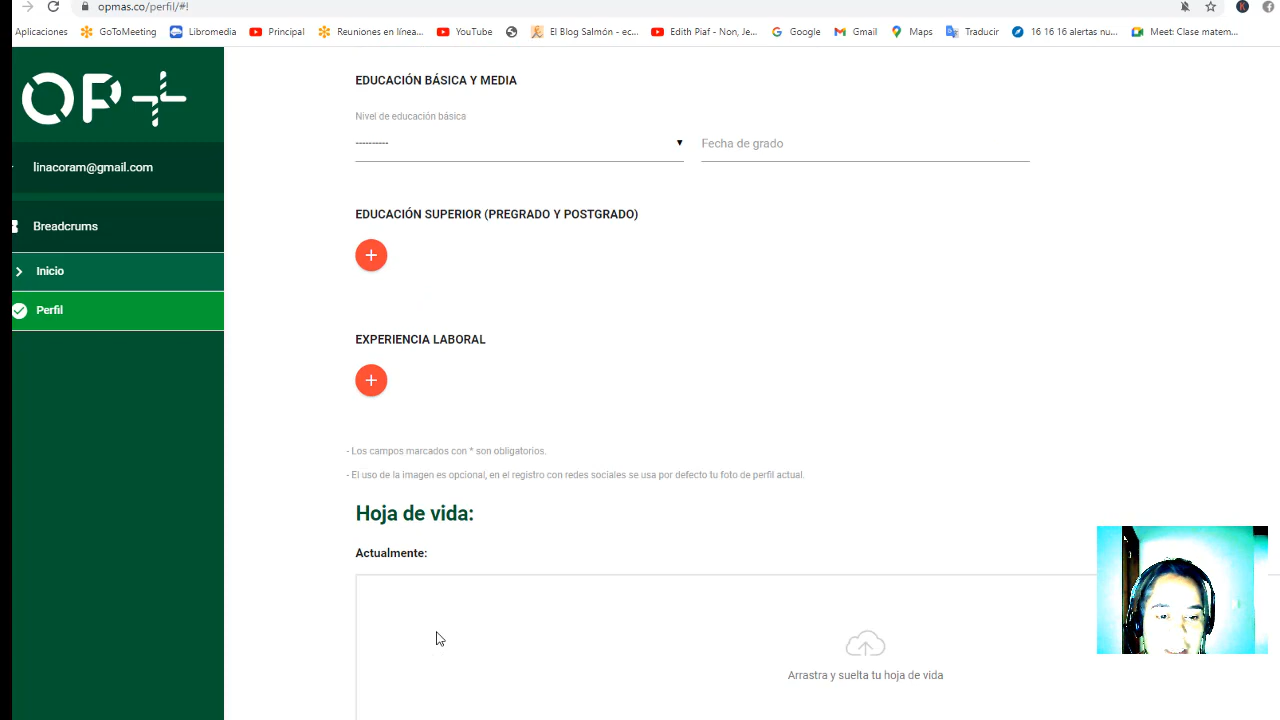 opmas.co/perfil/#!
Aplicaciones GoToMeeting Libromedia Principal Reuniones en línea... YouTube El Blog Salmón - ec... Edith Piaf - Non, Je... Google Gmail Maps Traducir 16 16 16 alertas nu... Meet: Clase matem...
OP+
linacoram@gmail.com
Breadcrums
Inicio
Perfil
EDUCACIÓN BÁSICA Y MEDIA
Nivel de educación básica
----------
Fecha de grado
EDUCACIÓN SUPERIOR (PREGRADO Y POSTGRADO)
+
EXPERIENCIA LABORAL
+
- Los campos marcados con * son obligatorios.
- El uso de la imagen es opcional, en el registro con redes sociales se usa por defecto tu foto de perfil actual.
Hoja de vida:
Actualmente:
Arrastra y suelta tu hoja de vida